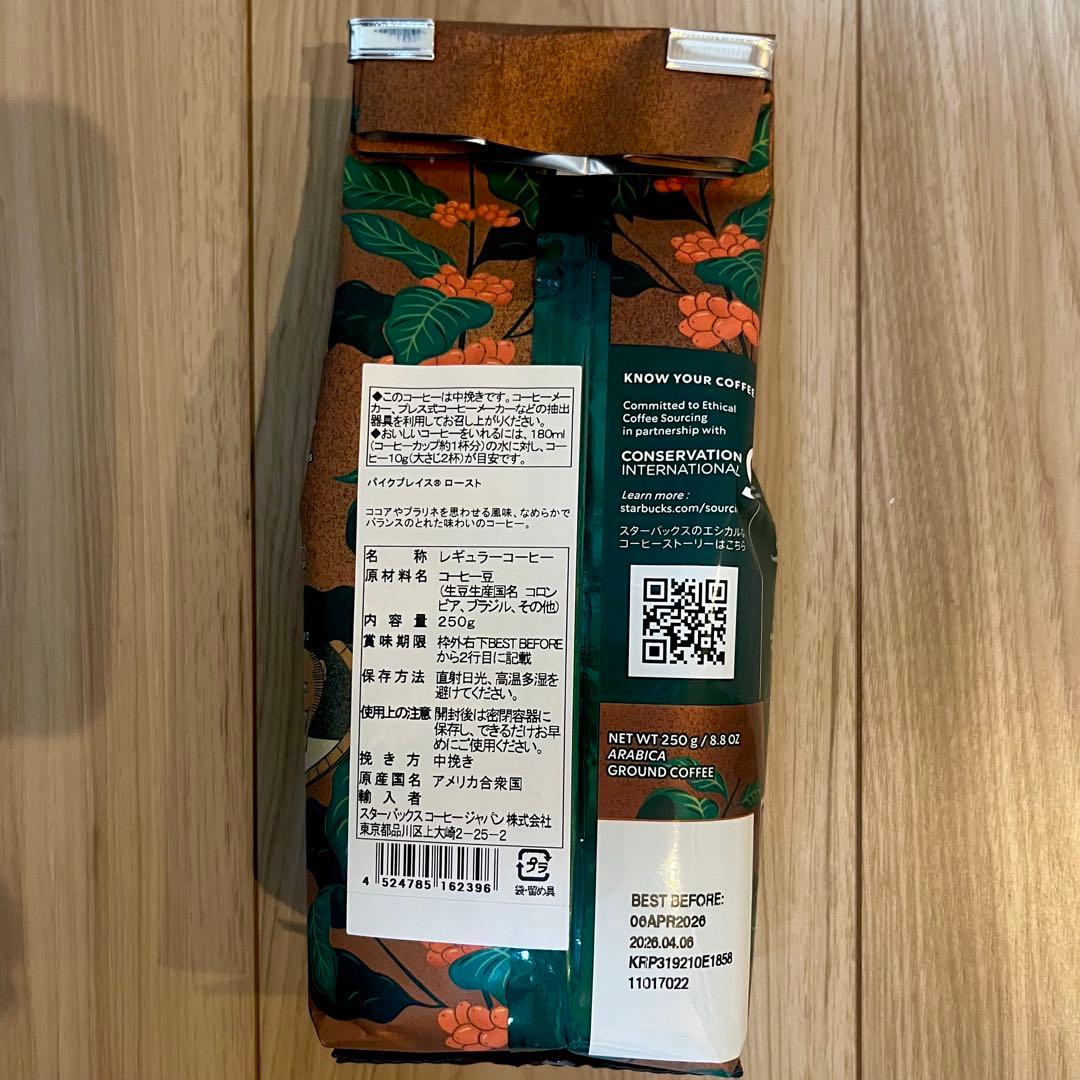 ◆このコーヒーは中挽きです。コーヒーメー
カー、プレス式コーヒーメーカーなどの抽出
器具を利用してお召し上がりください。
◆おいしいコーヒーをいれるには、180ml
(コーヒーカップ約1杯分)の水に対し、コー
ヒー10g(大さじ2杯)が目安です。
パイクプレイス® ロースト
ココアやプラリネを思わせる風味、なめらかで
バランスのとれた味わいのコーヒー。
名 称 レギュラーコーヒー
原材料名 コーヒー豆
(生豆生産国名 コロン
ビア、ブラジル、その他)
内容量 250g
賞味期限 枠外右下BEST BEFORE
から2行目に記載
保存方法 直射日光、高温多湿を
避けてください。
使用上の注意 開封後は密閉容器に
保存し、できるだけお早
めにご使用ください。
挽き方 中挽き
原産国名 アメリカ合衆国
輸入者
スターバックス コーヒー ジャパン 株式会社
東京都品川区上大崎2-25-2
4 524785 162396
プラ
袋・留め具
KNOW YOUR COFFEE
Committed to Ethical
Coffee Sourcing
in partnership with
CONSERVATION
INTERNATIONAL
Learn more :
starbucks.com/sourci
スターバックスのエシカルな
コーヒーストーリーはこちら
NET WT 250 g / 8.8 OZ
ARABICA
GROUND COFFEE
BEST BEFORE:
06APR2026
2026.04.06
KRP319210E1858
11017022